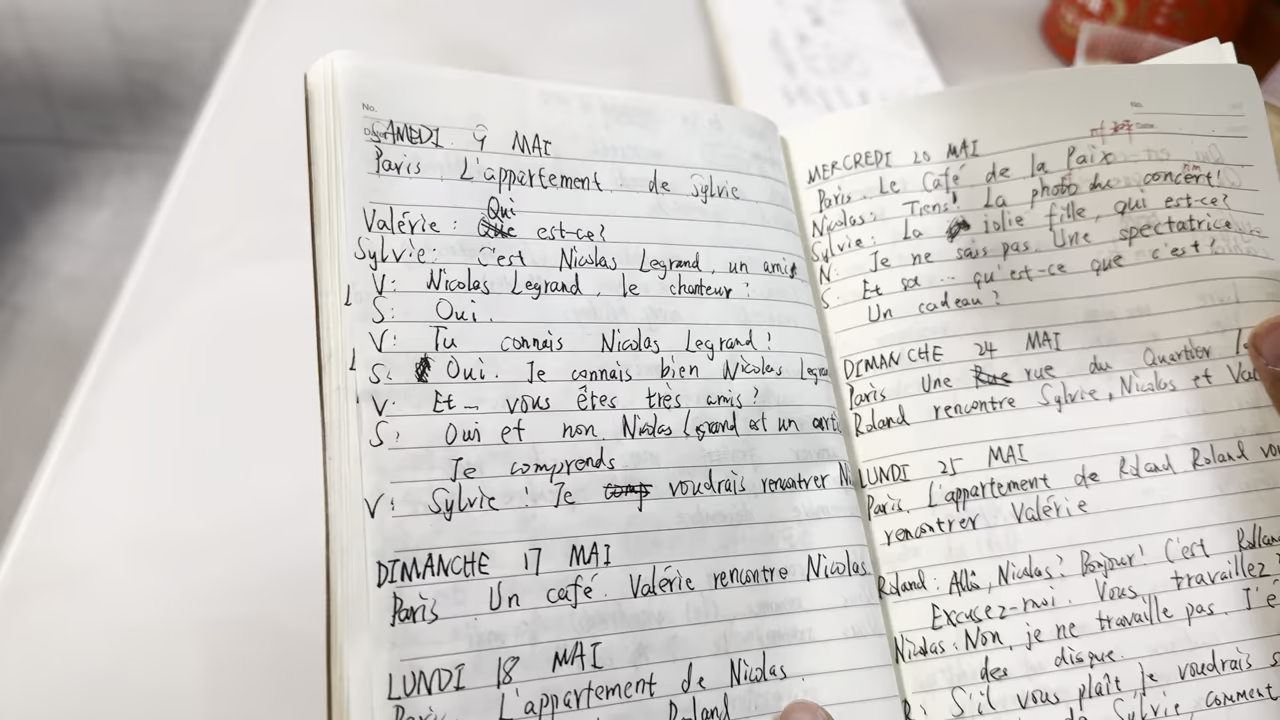 No.
SAMEDI 9 MAI
Paris L'appartement de Sylvie
Qui
Valérie: est-ce?
Sylvie: C'est Nicolas Legrand, un ami
V: Nicolas Legrand, le chanteur?
S: Oui.
V: Tu connais Nicolas Legrand!
S: Oui. Je connais bien Nicolas
V: Et... vous êtes très amis?
S: Oui et non. Nicolas Legrand est un
Je comprends.
V: Sylvie! Je voudrais rencontrer
DIMANCHE 17 MAI
Paris Un café. Valérie rencontre Nicolas.
LUNDI 18 MAI
Paris L'appartement de Nicolas.
Roland
No.
Date
MERCREDI 20 MAI
Paris. Le Café de la Paix
nm
Nicolas: Tiens! La photo du concert!
Sylvie: La jolie fille, qui est-ce?
N: Je ne sais pas. Une spectatrice
S: Et ... qu'est-ce que c'est?
Un cadeau?
DIMANCHE 24 MAI
Paris Une rue du Quartier
Roland rencontre Sylvie, Nicolas et
LUNDI 25 MAI
Paris. L'appartement de Roland Roland
rencontrer Valérie
Roland: Allô, Nicolas? Bonjour! C'est
Excusez-moi. Vous travaillez?
Nicolas: Non, je ne travaille pas.
des disque.
R: S'il vous plaît, je voudrais
de Sylvie comment